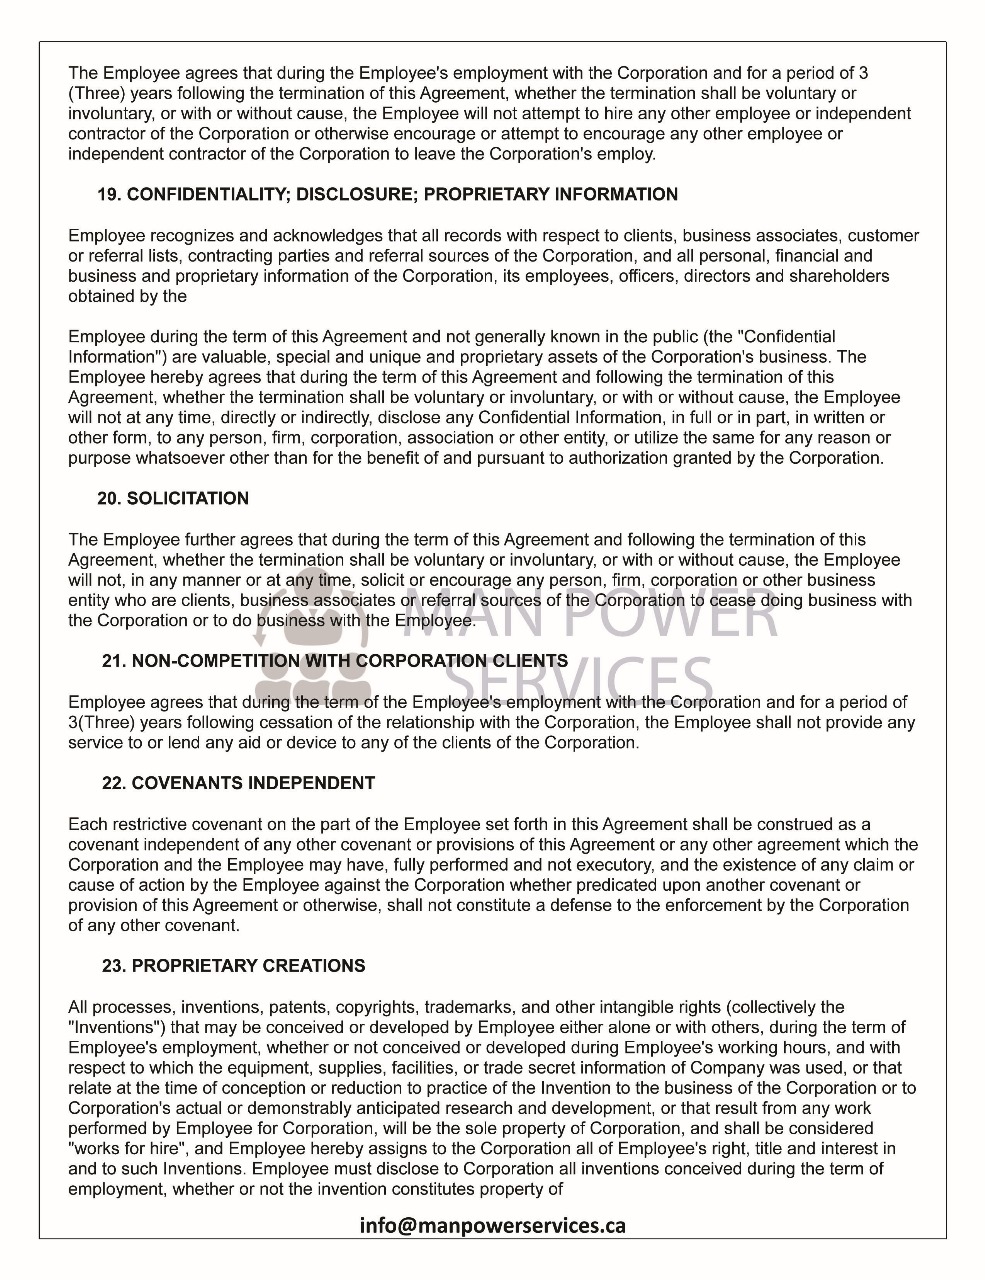 The Employee agrees that during the Employee's employment with the Corporation and for a period of 3
(Three) years following the termination of this Agreement, whether the termination shall be voluntary or
involuntary, or with or without cause, the Employee will not attempt to hire any other employee or independent
contractor of the Corporation or otherwise encourage or attempt to encourage any other employee or
independent contractor of the Corporation to leave the Corporation's employ.
19. CONFIDENTIALITY; DISCLOSURE; PROPRIETARY INFORMATION
Employee recognizes and acknowledges that all records with respect to clients, business associates, customer
or referral lists, contracting parties and referral sources of the Corporation, and all personal, financial and
business and proprietary information of the Corporation, its employees, officers, directors and shareholders
obtained by the
Employee during the term of this Agreement and not generally known in the public (the "Confidential
Information") are valuable, special and unique and proprietary assets of the Corporation's business. The
Employee hereby agrees that during the term of this Agreement and following the termination of this
Agreement, whether the termination shall be voluntary or involuntary, or with or without cause, the Employee
will not at any time, directly or indirectly, disclose any Confidential Information, in full or in part, in written or
other form, to any person, firm, corporation, association or other entity, or utilize the same for any reason or
purpose whatsoever other than for the benefit of and pursuant to authorization granted by the Corporation.
20. SOLICITATION
The Employee further agrees that during the term of this Agreement and following the termination of this
Agreement, whether the termination shall be voluntary or involuntary, or with or without cause, the Employee
will not, in any manner or at any time, solicit or encourage any person, firm, corporation or other business
entity who are clients, business associates or referral sources of the Corporation to cease doing business with
the Corporation or to do business with the Employee.
MAN POWER
SERVICES
21. NON-COMPETITION WITH CORPORATION CLIENTS
Employee agrees that during the term of the Employee's employment with the Corporation and for a period of
3(Three) years following cessation of the relationship with the Corporation, the Employee shall not provide any
service to or lend any aid or device to any of the clients of the Corporation.
22. COVENANTS INDEPENDENT
Each restrictive covenant on the part of the Employee set forth in this Agreement shall be construed as a
covenant independent of any other covenant or provisions of this Agreement or any other agreement which the
Corporation and the Employee may have, fully performed and not executory, and the existence of any claim or
cause of action by the Employee against the Corporation whether predicated upon another covenant or
provision of this Agreement or otherwise, shall not constitute a defense to the enforcement by the Corporation
of any other covenant.
23. PROPRIETARY CREATIONS
All processes, inventions, patents, copyrights, trademarks, and other intangible rights (collectively the
"Inventions") that may be conceived or developed by Employee either alone or with others, during the term of
Employee's employment, whether or not conceived or developed during Employee's working hours, and with
respect to which the equipment, supplies, facilities, or trade secret information of Company was used, or that
relate at the time of conception or reduction to practice of the Invention to the business of the Corporation or to
Corporation's actual or demonstrably anticipated research and development, or that result from any work
performed by Employee for Corporation, will be the sole property of Corporation, and shall be considered
"works for hire", and Employee hereby assigns to the Corporation all of Employee's right, title and interest in
and to such Inventions. Employee must disclose to Corporation all inventions conceived during the term of
employment, whether or not the invention constitutes property of
info@manpowerservices.ca